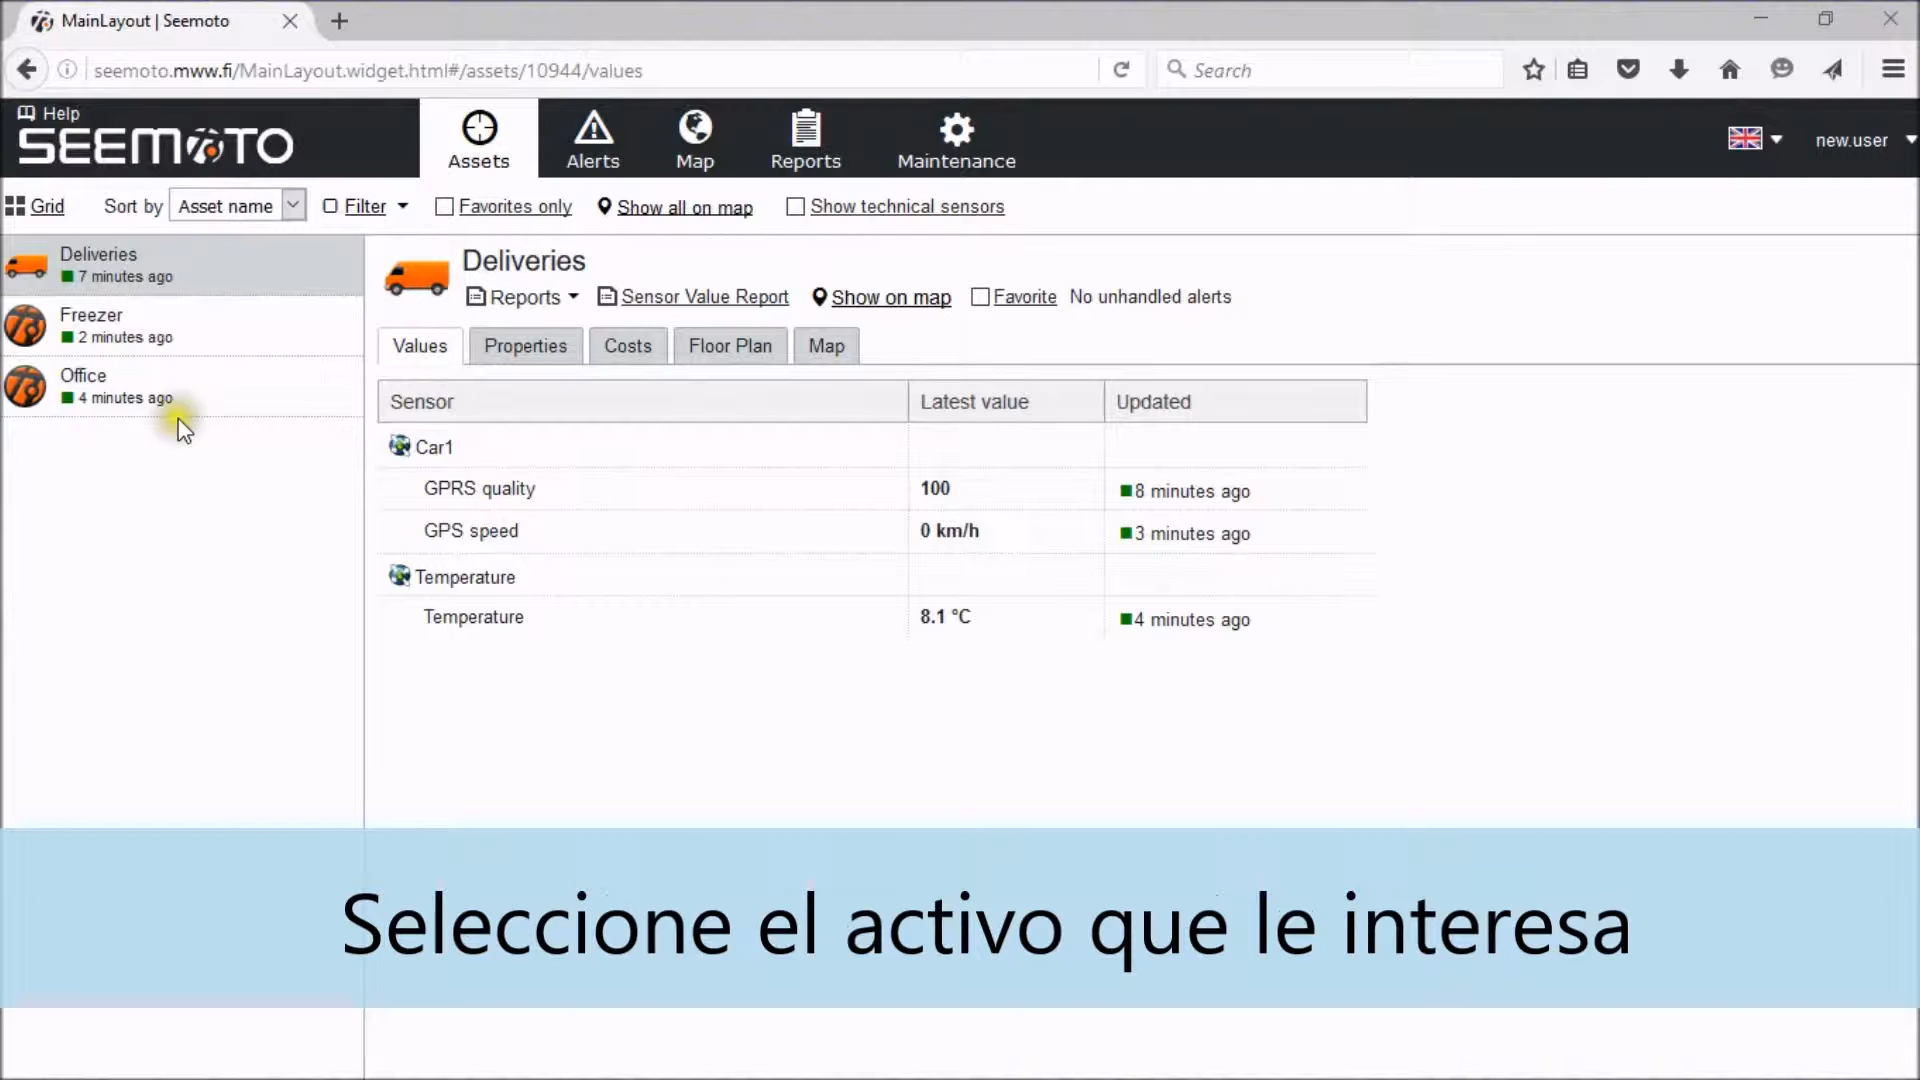 MainLayout | Seemoto
seemoto.mww.fi/MainLayout.widget.html#/assets/10944/values
Search
Help
SEEMOTO
Assets
Alerts
Map
Reports
Maintenance
new.user
Grid
Sort by
Asset name
Filter
Favorites only
Show all on map
Show technical sensors
Deliveries
7 minutes ago
Freezer
2 minutes ago
Office
4 minutes ago
Deliveries
Reports
Sensor Value Report
Show on map
Favorite
No unhandled alerts
Values
Properties
Costs
Floor Plan
Map
Sensor Latest value Updated
Car1
GPRS quality 100 8 minutes ago
GPS speed 0 km/h 3 minutes ago
Temperature
Temperature 8.1 °C 4 minutes ago
Seleccione el activo que le interesa